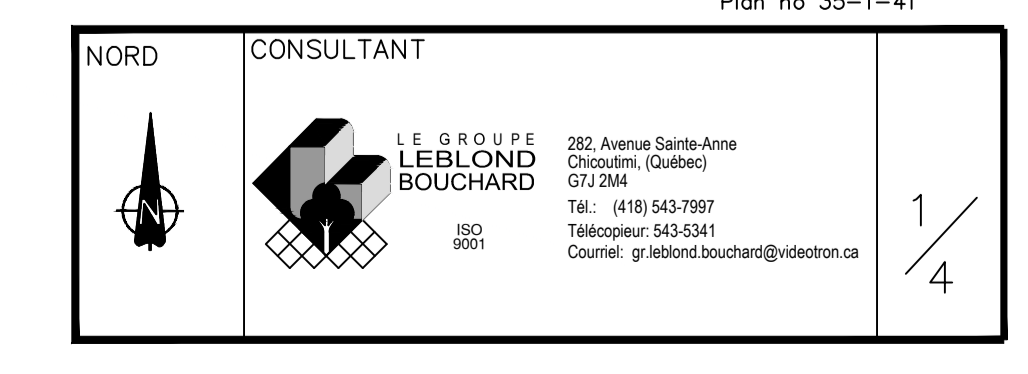 Plan no 35-1-41
NORD
N
CONSULTANT
LE GROUPE
LEBLOND
BOUCHARD
ISO
9001
282, Avenue Sainte-Anne
Chicoutimi, (Québec)
G7J 2M4
Tél.: (418) 543-7997
Télécopieur: 543-5341
Courriel: gr.leblond.bouchard@videotron.ca
1/4